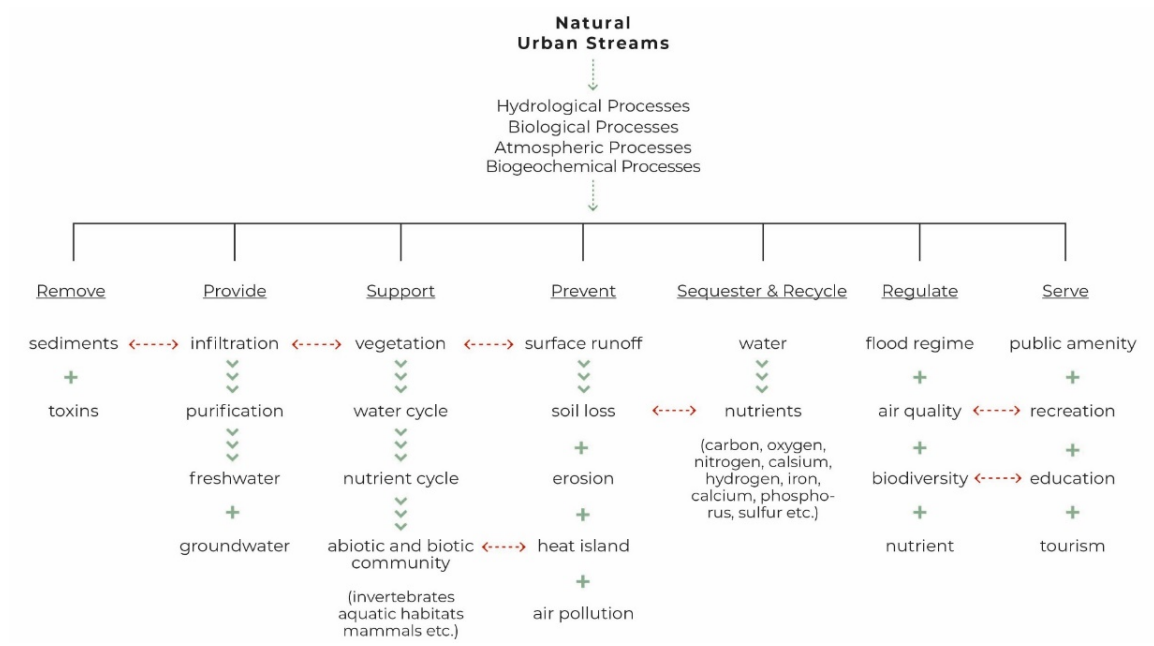 Natural
Urban Streams
Hydrological Processes
Biological Processes
Atmospheric Processes
Biogeochemical Processes
Remove
Provide
Support
Prevent
Sequester & Recycle
Regulate
Serve
sediments
infiltration
vegetation
surface runoff
water
flood regime
public amenity
+
+
+
toxins
purification
water cycle
soil loss
nutrients
air quality
recreation
(carbon, oxygen,
nitrogen, calsium,
hydrogen, iron,
calcium, phospho-
rus, sulfur etc.)
+
+
+
freshwater
nutrient cycle
erosion
biodiversity
education
+
+
+
+
groundwater
abiotic and biotic
community
heat island
nutrient
tourism
(invertebrates
aquatic habitats
mammals etc.)
+
air pollution